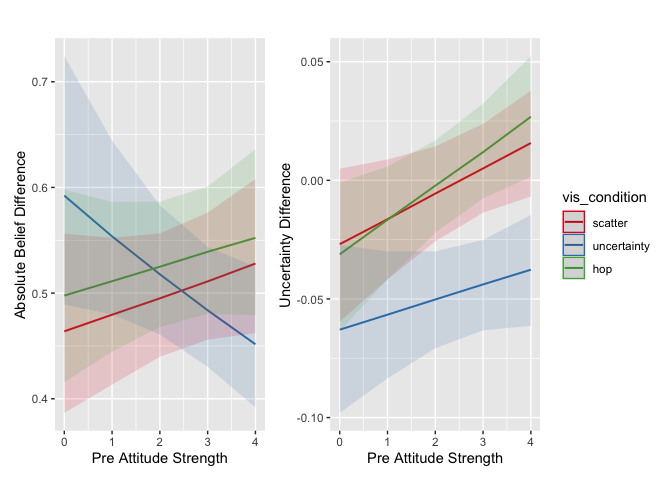 Absolute Belief Difference
0.7
0.6
0.5
0.4
0 1 2 3 4
Pre Attitude Strength
Uncertainty Difference
0.05
0.00
-0.05
-0.10
0 1 2 3 4
Pre Attitude Strength
vis_condition
scatter
uncertainty
hop